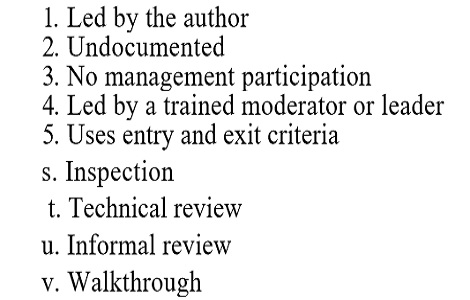 1. Led by the author
2. Undocumented
3. No management participation
4. Led by a trained moderator or leader
5. Uses entry and exit criteria
s. Inspection
t. Technical review
u. Informal review
v. Walkthrough